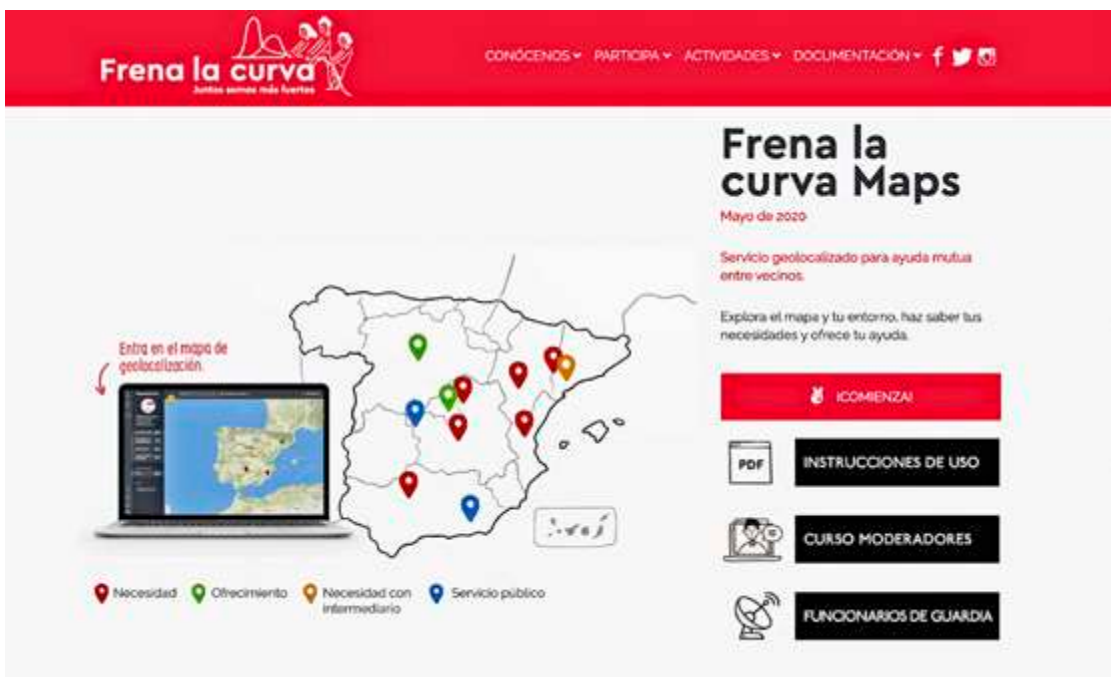 Frena la curva
Juntos somos más fuertes
CONÓCENOS PARTICIPA ACTIVIDADES DOCUMENTACIÓN
Frena la
curva Maps
Mayo de 2020
Servicio geolocalizado para ayuda mutua
entre vecinos.
Explora el mapa y tu entorno, haz saber tus
necesidades y ofrece tu ayuda.
¡COMIENZA!
PDF
INSTRUCCIONES DE USO
CURSO MODERADORES
FUNCIONARIOS DE GUARDIA
Entra en el mapa de
geolocalización.
Necesidad
Ofrecimiento
Necesidad con
intermediario
Servicio público